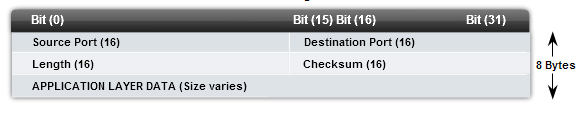 Bit (0) Bit (15) Bit (16) Bit (31)
Source Port (16) Destination Port (16)
Length (16) Checksum (16)
8 Bytes
APPLICATION LAYER DATA (Size varies)